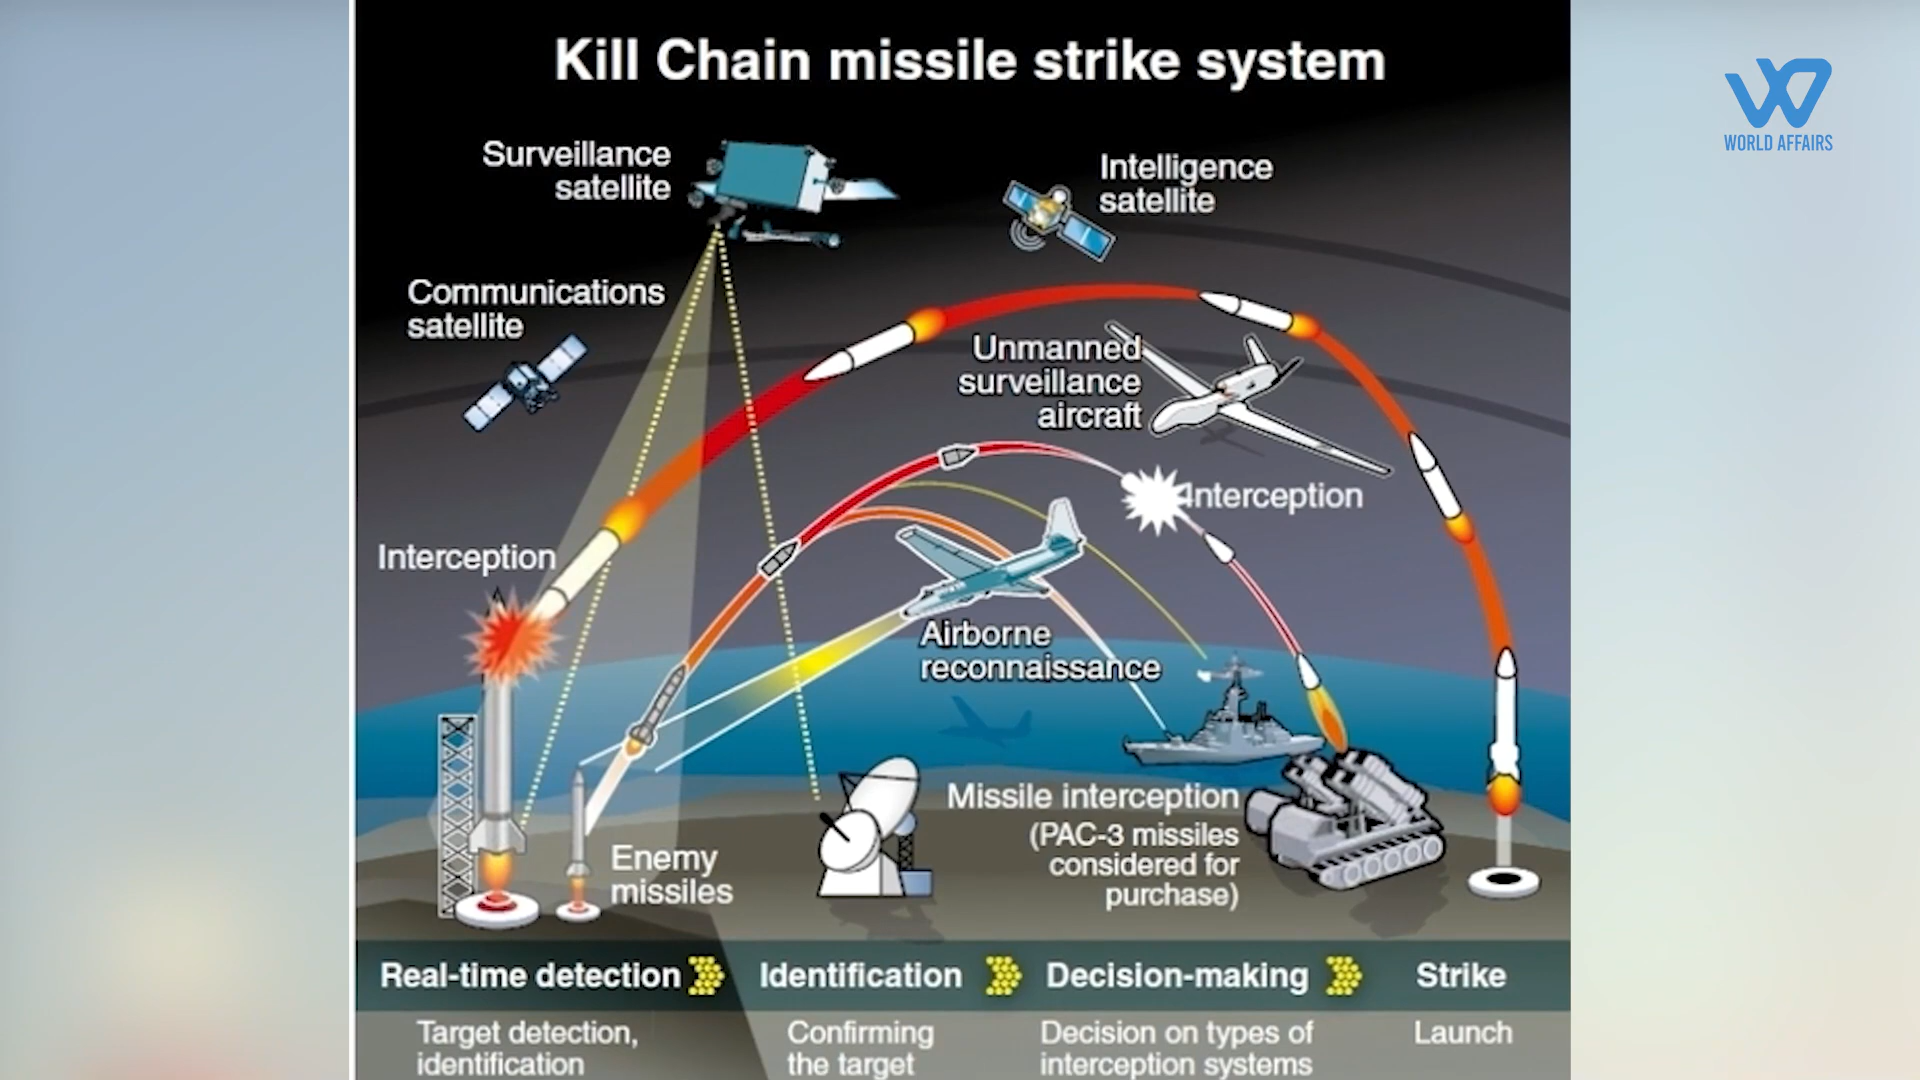 Kill Chain missile strike system
WORLD AFFAIRS
Surveillance
satellite
Intelligence
satellite
Communications
satellite
Unmanned
surveillance
aircraft
Interception
Interception
Airborne
reconnaissance
Missile interception
(PAC-3 missiles
considered for
purchase)
Enemy
missiles
Real-time detection
Identification
Decision-making
Strike
Target detection,
identification
Confirming
the target
Decision on types of
interception systems
Launch